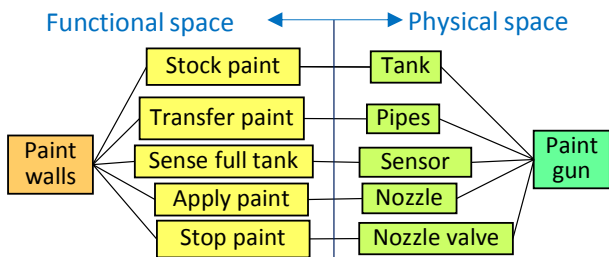 Functional space
Physical space
Stock paint
Tank
Transfer paint
Pipes
Paint
walls
Sense full tank
Sensor
Paint
gun
Apply paint
Nozzle
Stop paint
Nozzle valve